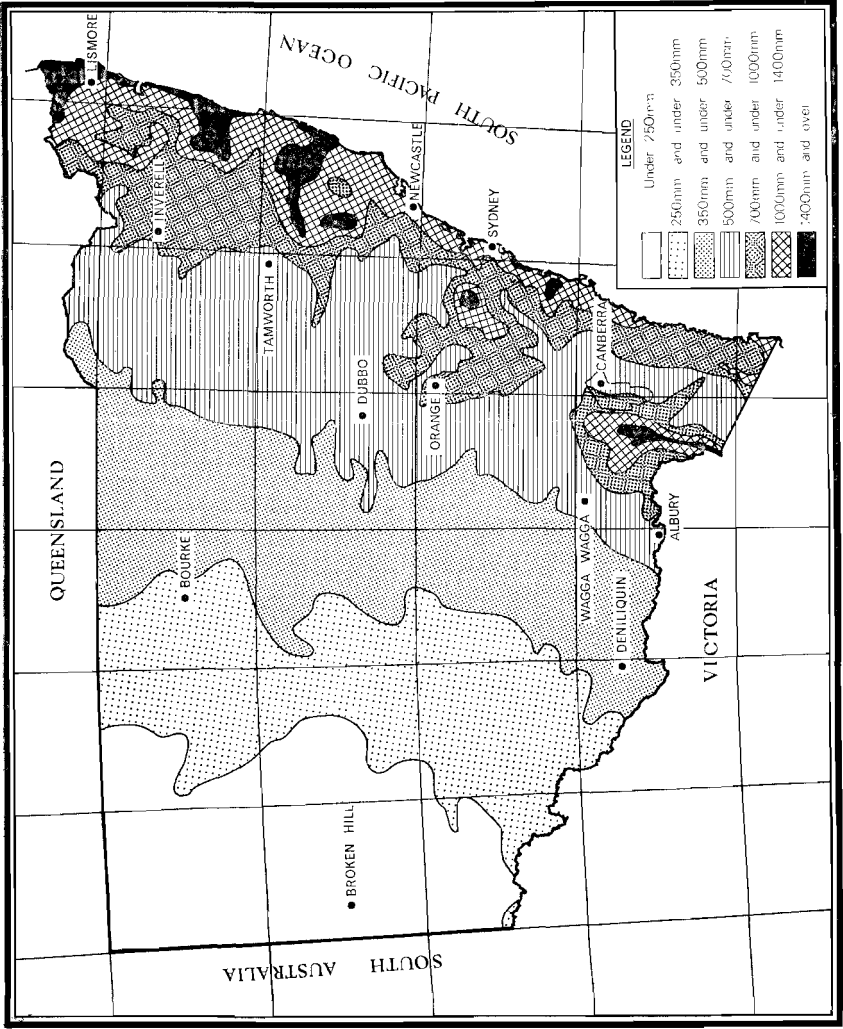 QUEENSLAND
SOUTH PACIFIC OCEAN
SOUTH AUSTRALIA
VICTORIA
LISMORE
INVERELL
TAMWORTH
BOURKE
DUBBO
BROKEN HILL
NEWCASTLE
ORANGE
SYDNEY
CANBERRA
WAGGA WAGGA
DENILIQUIN
ALBURY
LEGEND
Under 250mm
250mm and under 350mm
350mm and under 500mm
500mm and under 700mm
700mm and under 1000mm
1000mm and under 1400mm
1400mm and over